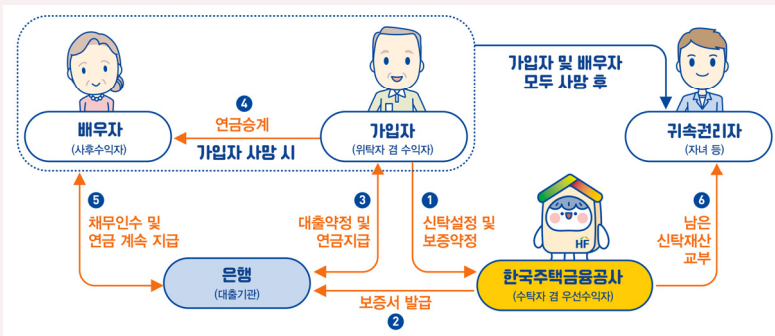 가입자 및 배우자
모두 사망 후
배우자
(사후수익자)
4
연금승계
가입자 사망 시
가입자
(위탁자 겸 수익자)
귀속권리자
(자녀 등)
5
채무인수 및
연금 계속 지급
3
대출약정 및
연금지급
1
신탁설정 및
보증약정
HF
6
남은
신탁재산
교부
은행
(대출기관)
한국주택금융공사
(수탁자 겸 우선수익자)
보증서 발급
2